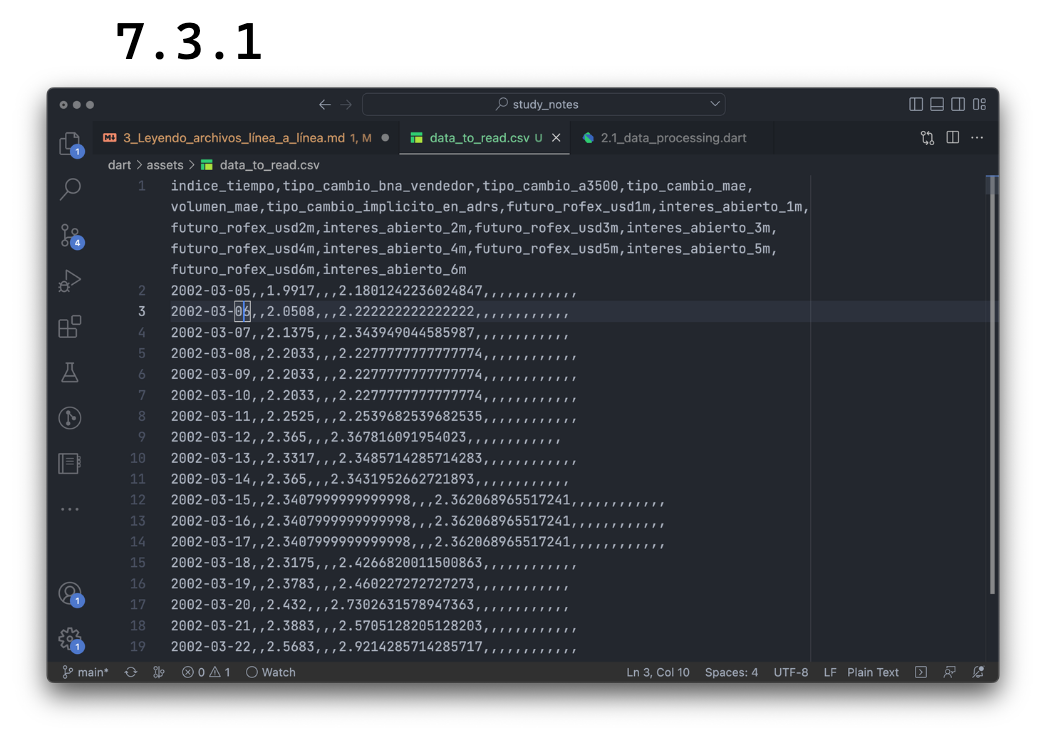 7.3.1
study_notes
3_Leyendo_archivos_línea_a_línea.md 1, M
data_to_read.csv U
2.1_data_processing.dart
dart > assets > data_to_read.csv
1 indice_tiempo,tipo_cambio_bna_vendedor,tipo_cambio_a3500,tipo_cambio_mae,
volumen_mae,tipo_cambio_implicito_en_adrs,futuro_rofex_usd1m,interes_abierto_1m,
futuro_rofex_usd2m,interes_abierto_2m,futuro_rofex_usd3m,interes_abierto_3m,
futuro_rofex_usd4m,interes_abierto_4m,futuro_rofex_usd5m,interes_abierto_5m,
futuro_rofex_usd6m,interes_abierto_6m
2 2002-03-05,,1.9917,,,2.1801242236024847,,,,,,,,,,,,
3 2002-03-06,,2.0508,,,2.222222222222222,,,,,,,,,,,,
4 2002-03-07,,2.1375,,,2.343949044585987,,,,,,,,,,,,
5 2002-03-08,,2.2033,,,2.2277777777777774,,,,,,,,,,,,
6 2002-03-09,,2.2033,,,2.2277777777777774,,,,,,,,,,,,
7 2002-03-10,,2.2033,,,2.2277777777777774,,,,,,,,,,,,
8 2002-03-11,,2.2525,,,2.2539682539682535,,,,,,,,,,,,
9 2002-03-12,,2.365,,,2.367816091954023,,,,,,,,,,,,
10 2002-03-13,,2.3317,,,2.3485714285714283,,,,,,,,,,,,
11 2002-03-14,,2.365,,,2.3431952662721893,,,,,,,,,,,,
12 2002-03-15,,2.3407999999999998,,,2.362068965517241,,,,,,,,,,,,
13 2002-03-16,,2.3407999999999998,,,2.362068965517241,,,,,,,,,,,,
14 2002-03-17,,2.3407999999999998,,,2.362068965517241,,,,,,,,,,,,
15 2002-03-18,,2.3175,,,2.4266820011500863,,,,,,,,,,,,
16 2002-03-19,,2.3783,,,2.460227272727273,,,,,,,,,,,,
17 2002-03-20,,2.432,,,2.7302631578947363,,,,,,,,,,,,
18 2002-03-21,,2.3883,,,2.5705128205128203,,,,,,,,,,,,
19 2002-03-22,,2.5683,,,2.9214285714285717,,,,,,,,,,,,
1
4
1
1
main* 0 1 Watch Ln 3, Col 10 Spaces: 4 UTF-8 LF Plain Text